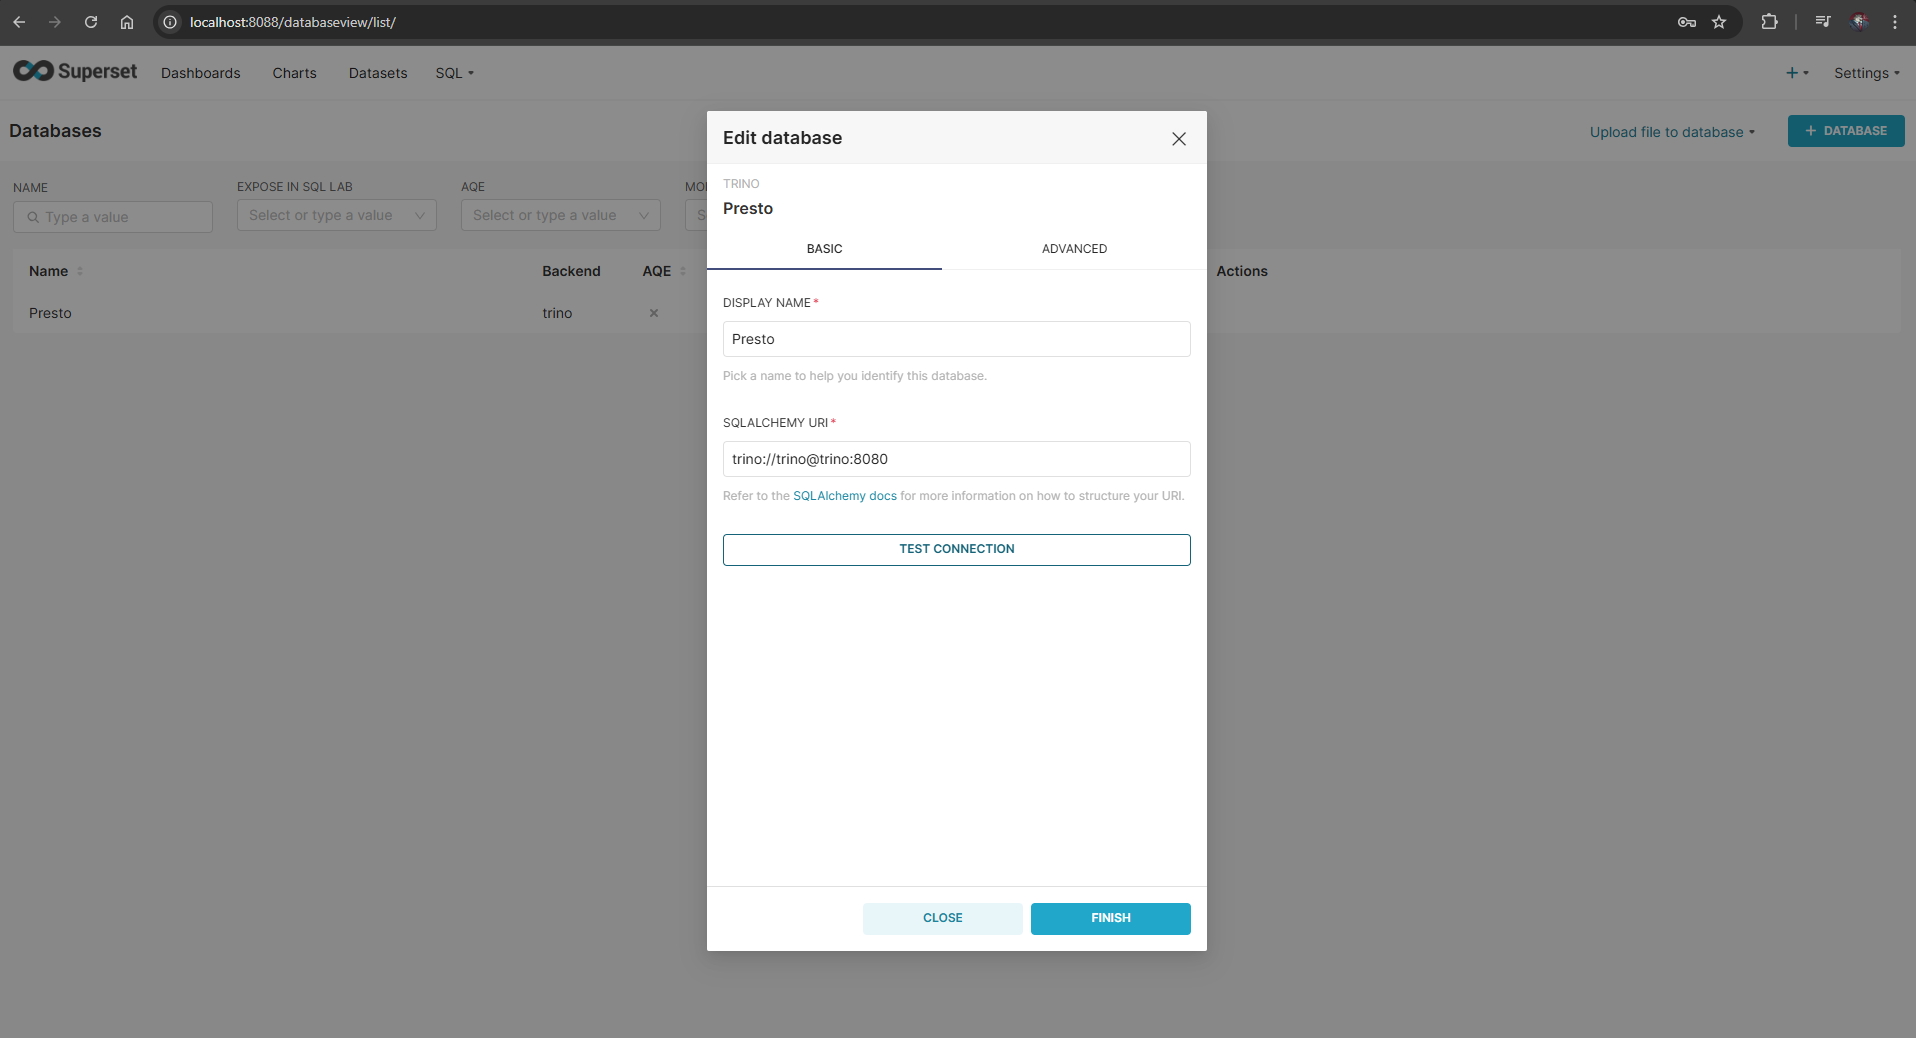 localhost:8088/databaseview/list/
Superset Dashboards Charts Datasets SQL Settings
Databases
Upload file to database + DATABASE
NAME EXPOSE IN SQL LAB AQE
Type a value Select or type a value Select or type a value
Name Backend AQE Actions
Presto trino
Edit database
TRINO
Presto
BASIC ADVANCED
DISPLAY NAME*
Presto
Pick a name to help you identify this database.
SQLALCHEMY URI*
trino://trino@trino:8080
Refer to the SQLAlchemy docs for more information on how to structure your URI.
TEST CONNECTION
CLOSE FINISH